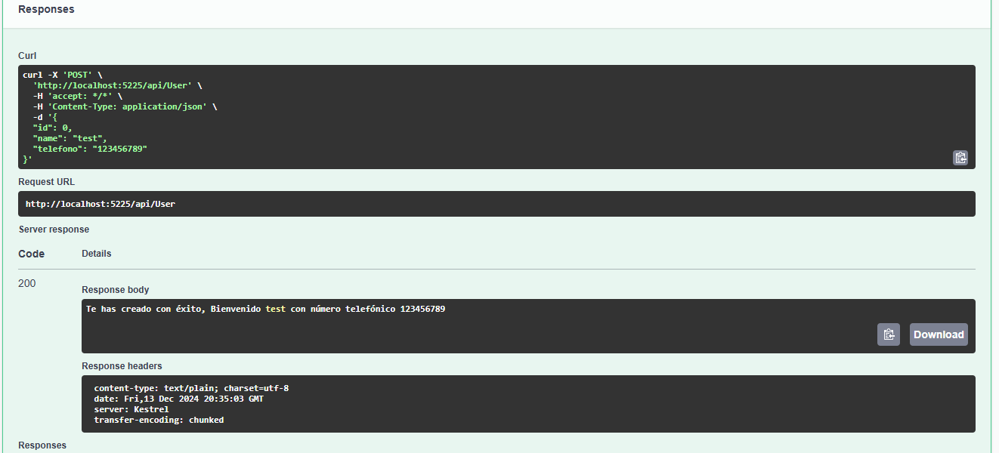 Responses
Curl
curl -X 'POST' \
  'http://localhost:5225/api/User' \
  -H 'accept: */*' \
  -H 'Content-Type: application/json' \
  -d '{
  "id": 0,
  "name": "test",
  "telefono": "123456789"
}'
Request URL
http://localhost:5225/api/User
Server response
Code Details
200
Response body
Te has creado con éxito, Bienvenido test con número telefónico 123456789
Download
Response headers
content-type: text/plain; charset=utf-8
date: Fri,13 Dec 2024 20:35:03 GMT
server: Kestrel
transfer-encoding: chunked
Responses